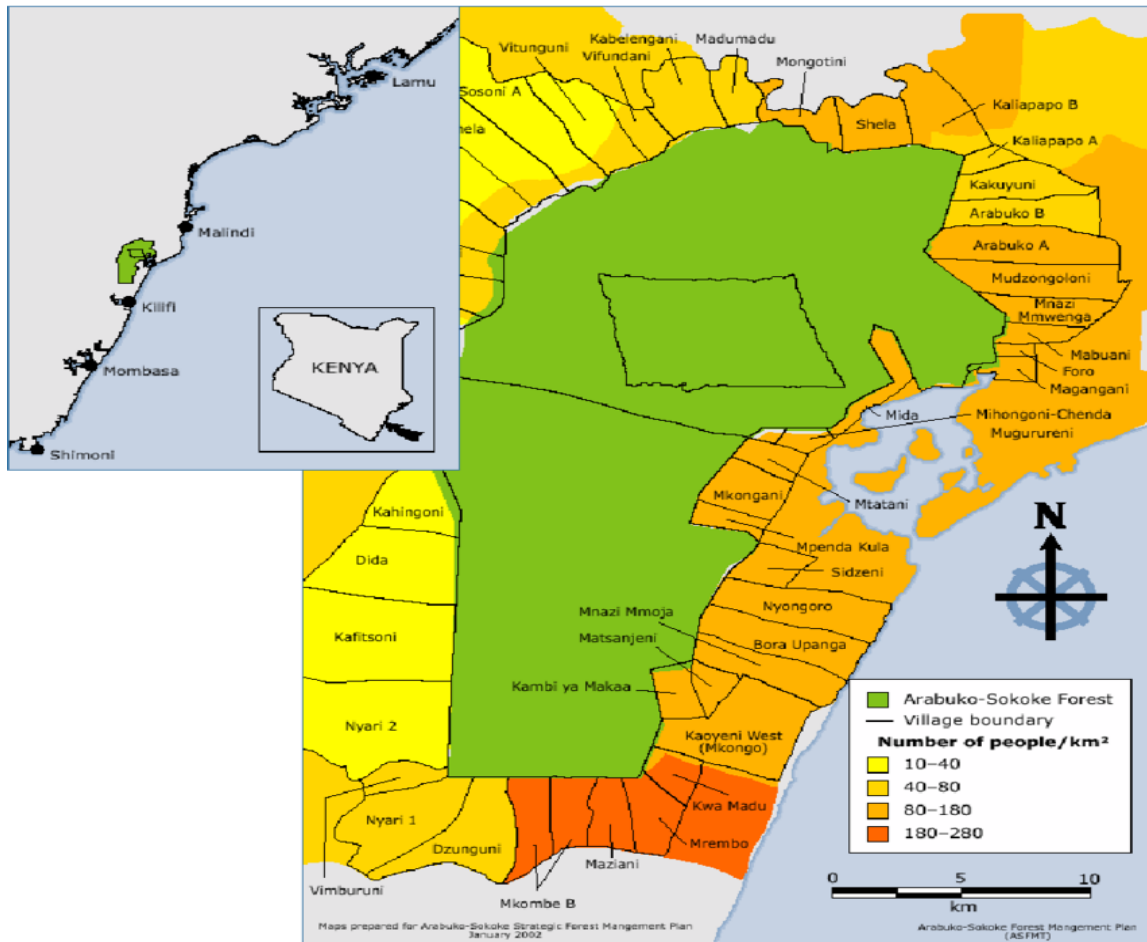 Lamu
Malindi
Kilifi
Mombasa
Shimoni
KENYA
Vitunguni
Kabelengani
Vifundani
Madumadu
Mongotini
Sosoni A
hela
Shela
Kaliapapo B
Kaliapapo A
Kakuyuni
Arabuko B
Arabuko A
Mudzongoloni
Mnazi
Mmwenga
Mabuani
Foro
Magangani
Mida
Mihongoni-Chenda
Mugurureni
Kahingoni
Mkongani
Mtatani
Dida
Mpenda Kula
Sidzeni
Kafitsoni
Mnazi Mmoja
Nyongoro
Matsanjeni
Bora Upanga
Kambi ya Makaa
Nyari 2
Kaoyeni West
(Mkongo)
Kwa Madu
Nyari 1
Dzunguni
Mrembo
Maziani
Vimburuni
Mkombe B
N
Arabuko-Sokoke Forest
Village boundary
Number of people/km²
10–40
40–80
80–180
180–280
0 5 10
km
Maps prepared for Arabuko-Sokoke Strategic Forest Mangement Plan
January 2002
Arabuko-Sokoke Forest Mangement Plan
(ASFMT)